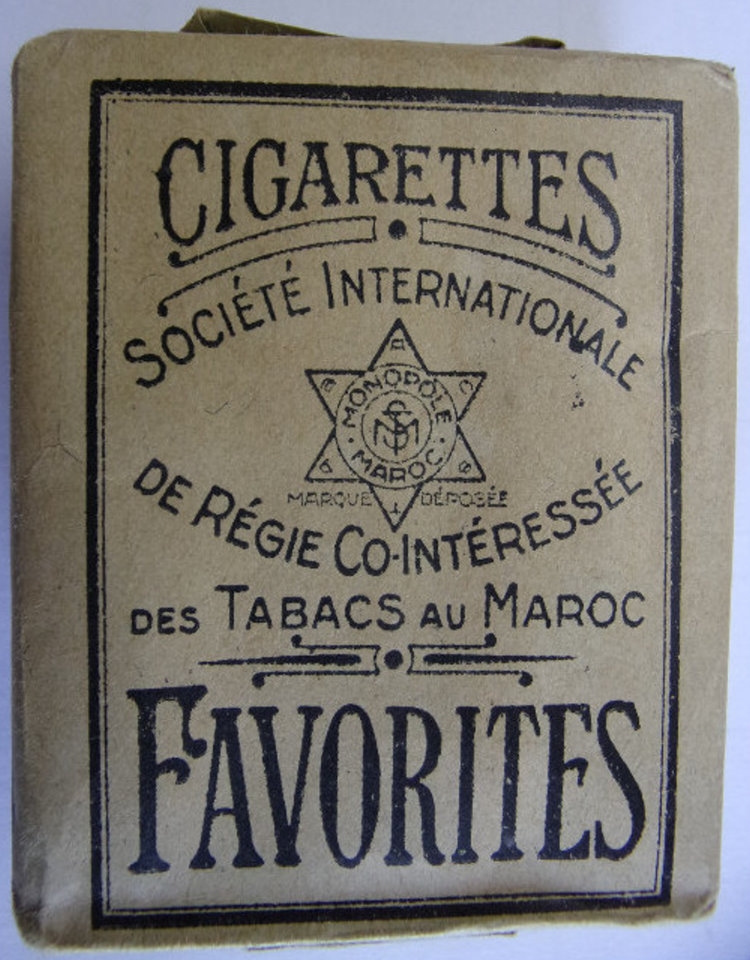 CIGARETTES
SOCIÉTÉ INTERNATIONALE
MONOPOLE
MAROC
MARQUE DÉPOSÉE
DE RÉGIE CO-INTÉRESSÉE
DES TABACS AU MAROC
FAVORITES